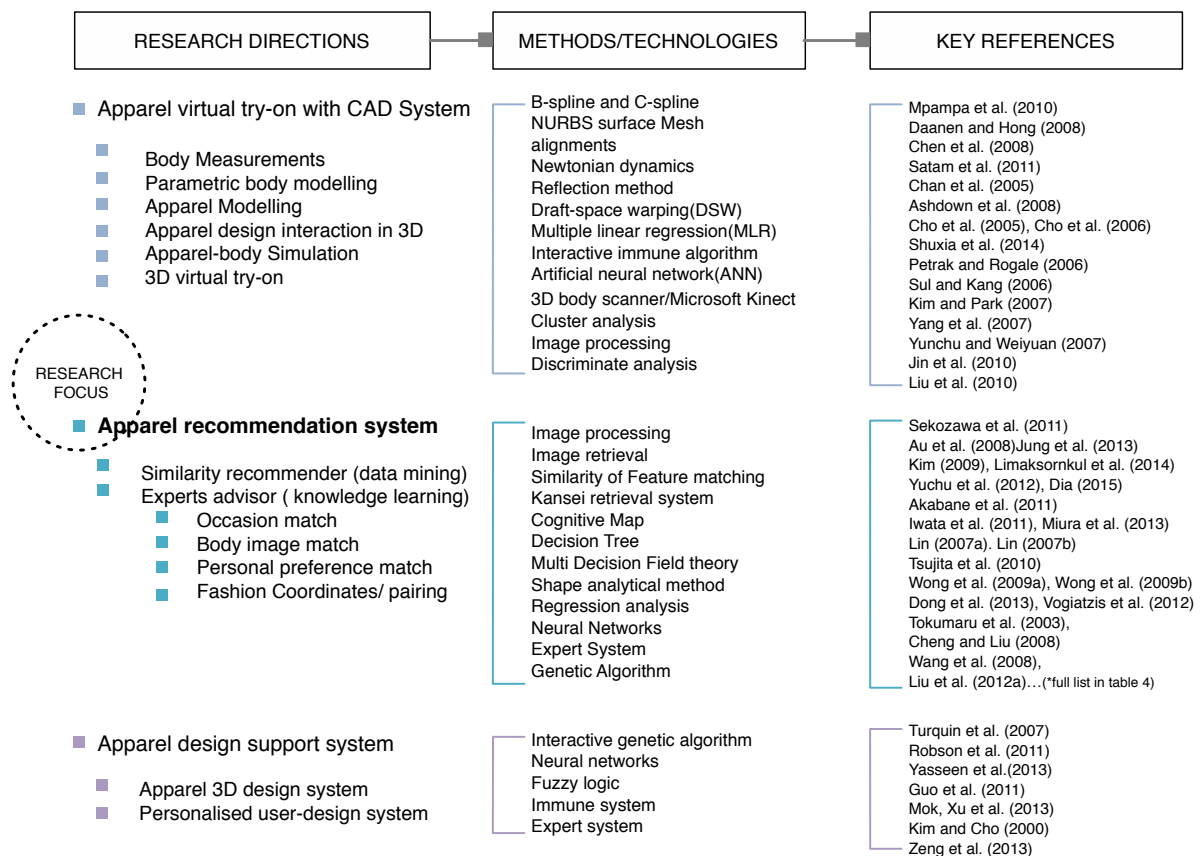 RESEARCH DIRECTIONS
METHODS/TECHNOLOGIES
KEY REFERENCES
Apparel virtual try-on with CAD System
Body Measurements
Parametric body modelling
Apparel Modelling
Apparel design interaction in 3D
Apparel-body Simulation
3D virtual try-on
B-spline and C-spline
NURBS surface Mesh
alignments
Newtonian dynamics
Reflection method
Draft-space warping(DSW)
Multiple linear regression(MLR)
Interactive immune algorithm
Artificial neural network(ANN)
3D body scanner/Microsoft Kinect
Cluster analysis
Image processing
Discriminate analysis
Mpampa et al. (2010)
Daanen and Hong (2008)
Chen et al. (2008)
Satam et al. (2011)
Chan et al. (2005)
Ashdown et al. (2008)
Cho et al. (2005), Cho et al. (2006)
Shuxia et al. (2014)
Petrak and Rogale (2006)
Sul and Kang (2006)
Kim and Park (2007)
Yang et al. (2007)
Yunchu and Weiyuan (2007)
Jin et al. (2010)
Liu et al. (2010)
RESEARCH
FOCUS
Apparel recommendation system
Similarity recommender (data mining)
Experts advisor ( knowledge learning)
Occasion match
Body image match
Personal preference match
Fashion Coordinates/ pairing
Image processing
Image retrieval
Similarity of Feature matching
Kansei retrieval system
Cognitive Map
Decision Tree
Multi Decision Field theory
Shape analytical method
Regression analysis
Neural Networks
Expert System
Genetic Algorithm
Sekozawa et al. (2011)
Au et al. (2008)Jung et al. (2013)
Kim (2009), Limaksornkul et al. (2014)
Yuchu et al. (2012), Dia (2015)
Akabane et al. (2011)
Iwata et al. (2011), Miura et al. (2013)
Lin (2007a). Lin (2007b)
Tsujita et al. (2010)
Wong et al. (2009a), Wong et al. (2009b)
Dong et al. (2013), Vogiatzis et al. (2012)
Tokumaru et al. (2003),
Cheng and Liu (2008)
Wang et al. (2008),
Liu et al. (2012a)…(*full list in table 4)
Apparel design support system
Apparel 3D design system
Personalised user-design system
Interactive genetic algorithm
Neural networks
Fuzzy logic
Immune system
Expert system
Turquin et al. (2007)
Robson et al. (2011)
Yasseen et al.(2013)
Guo et al. (2011)
Mok, Xu et al. (2013)
Kim and Cho (2000)
Zeng et al. (2013)